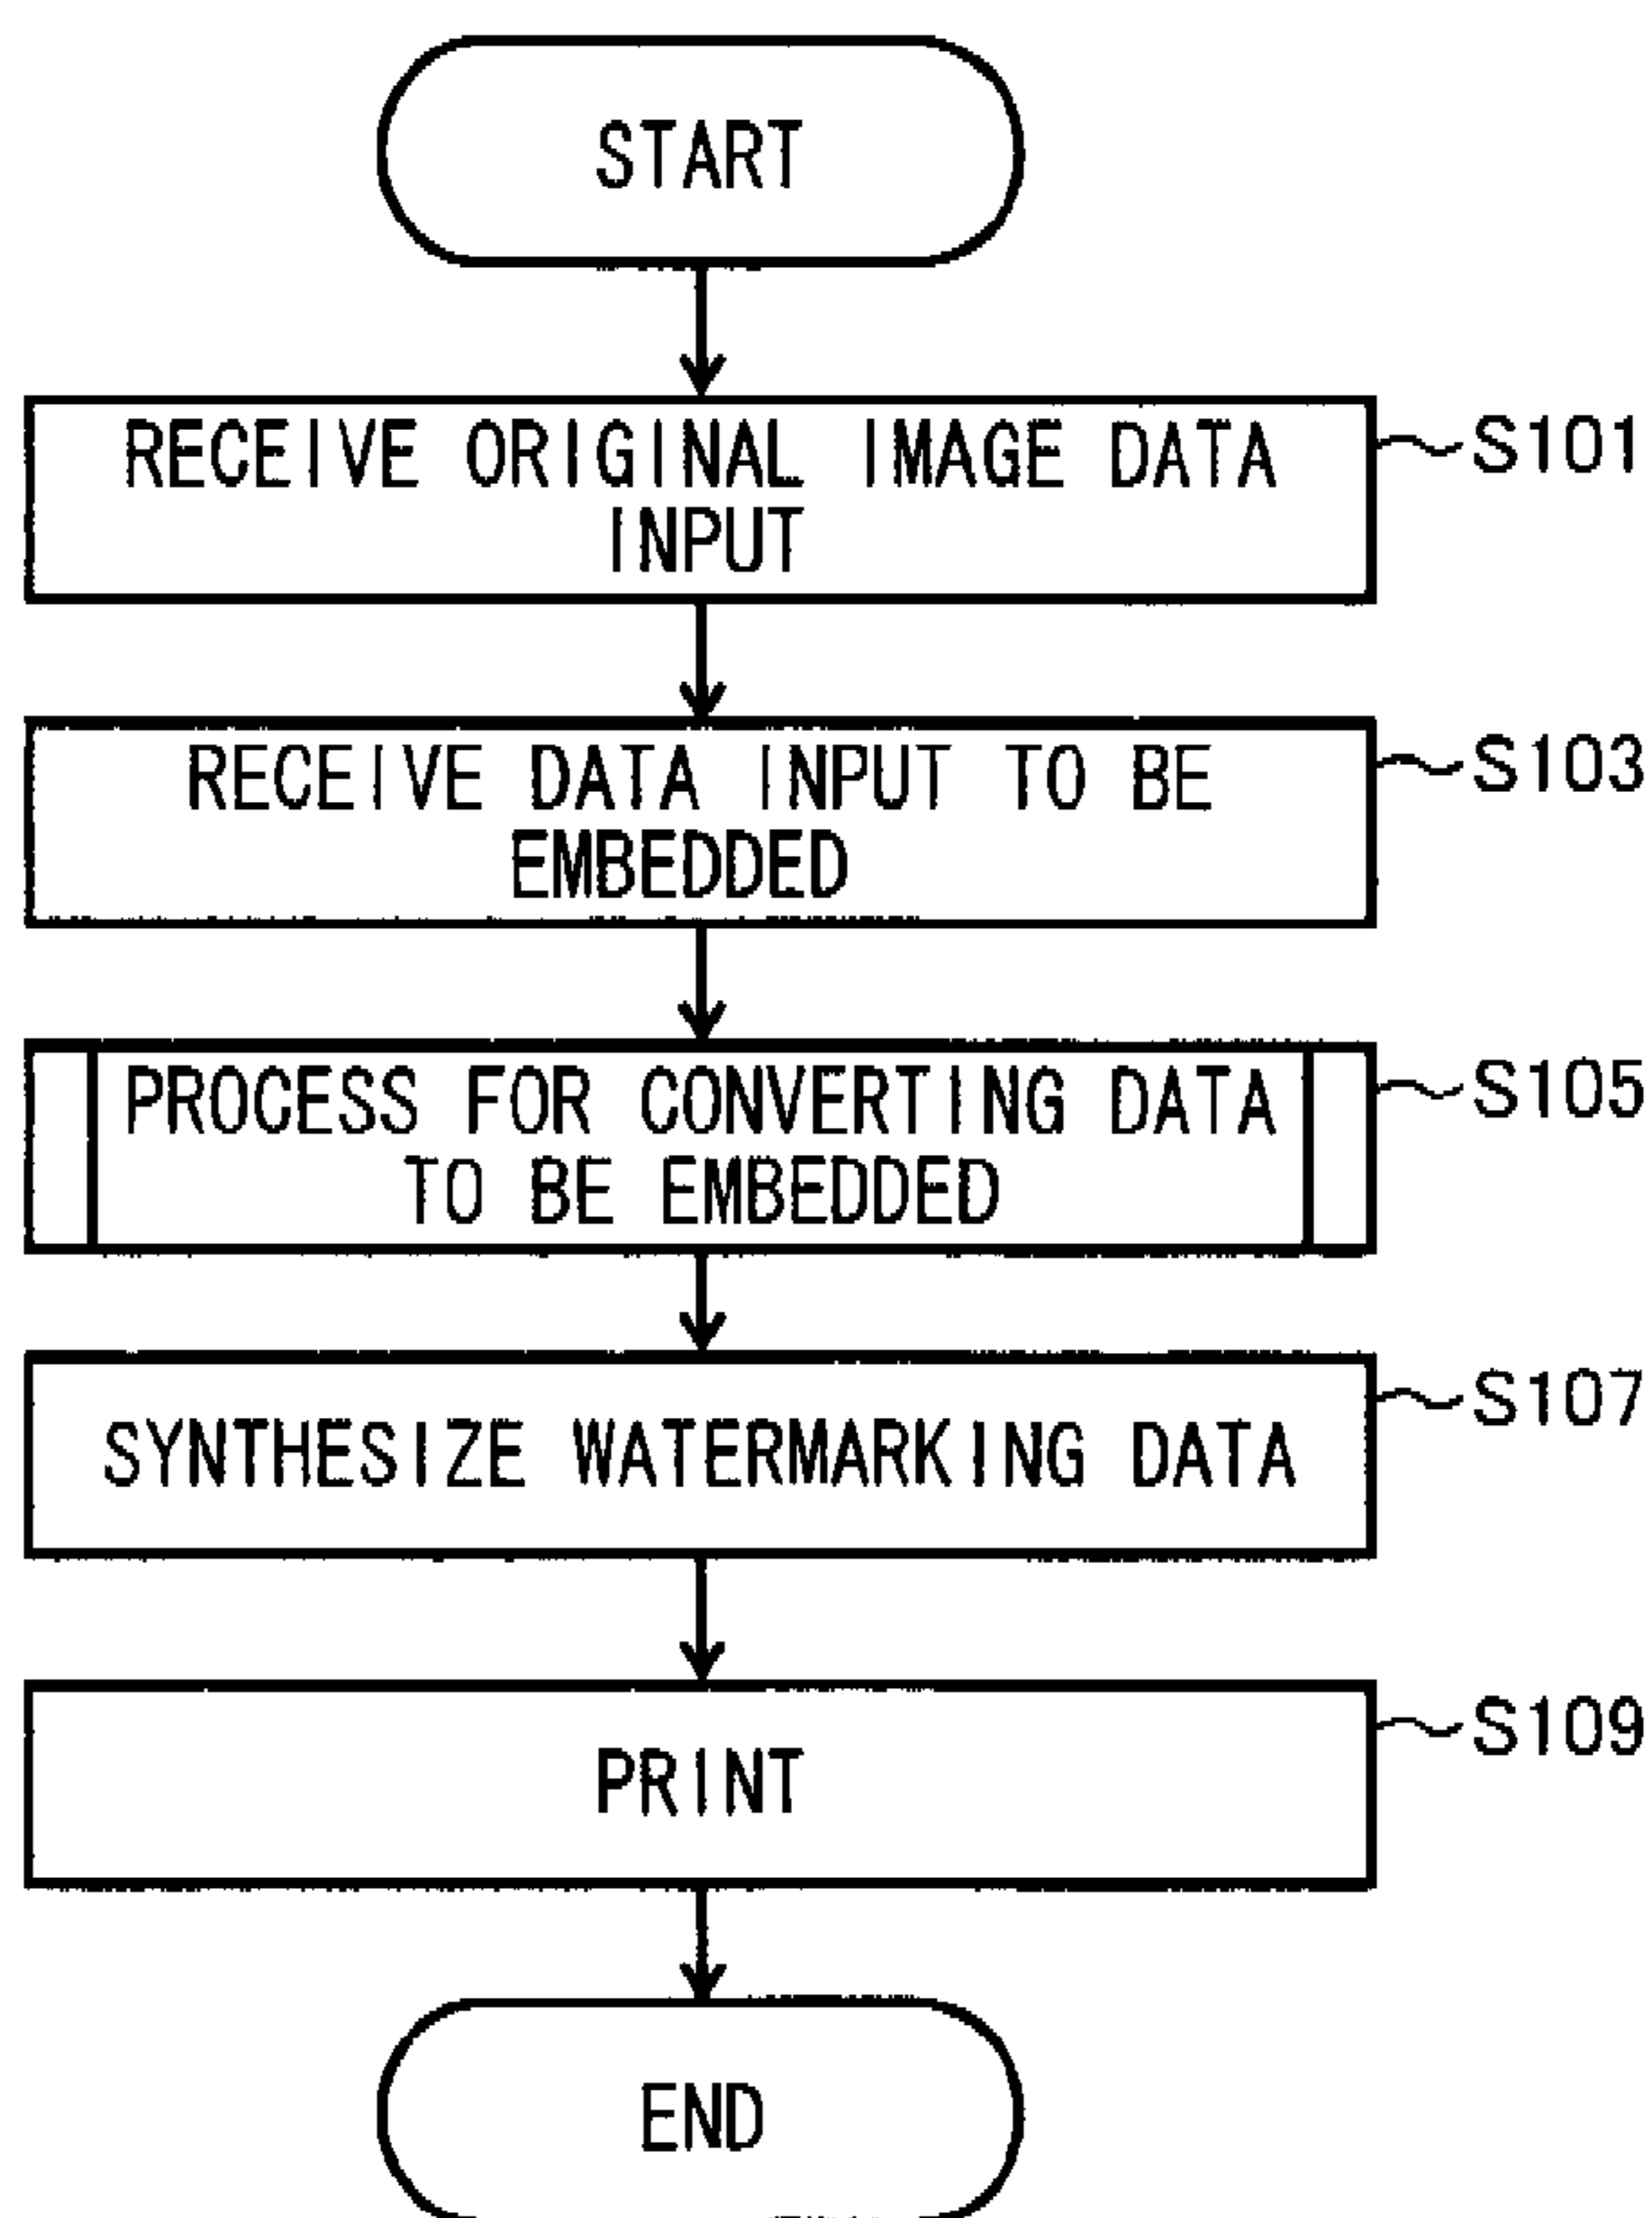 START
RECEIVE ORIGINAL IMAGE DATA
INPUT
S101
RECEIVE DATA INPUT TO BE
EMBEDDED
S103
PROCESS FOR CONVERTING DATA
TO BE EMBEDDED
S105
SYNTHESIZE WATERMARKING DATA
S107
PRINT
S109
END